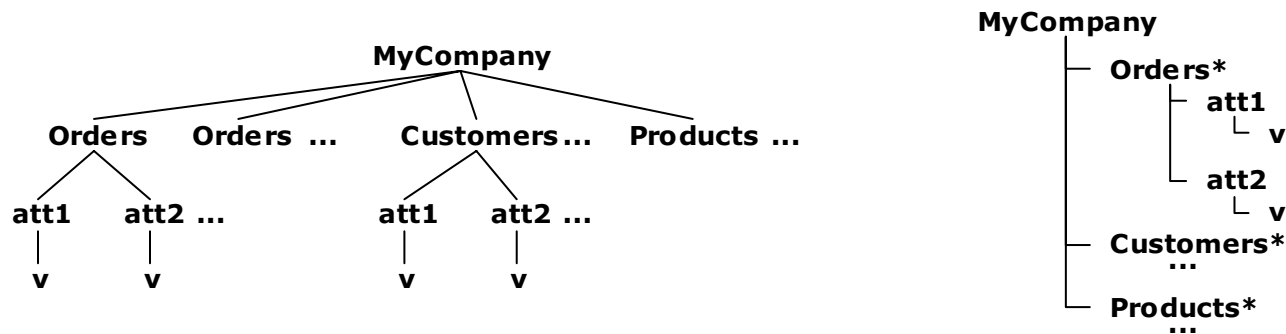 MyCompany
Orders Orders ... Customers ... Products ...
att1 att2 ... att1 att2 ...
v v v v
MyCompany
Orders*
att1
v
att2
v
Customers*
...
Products*
...